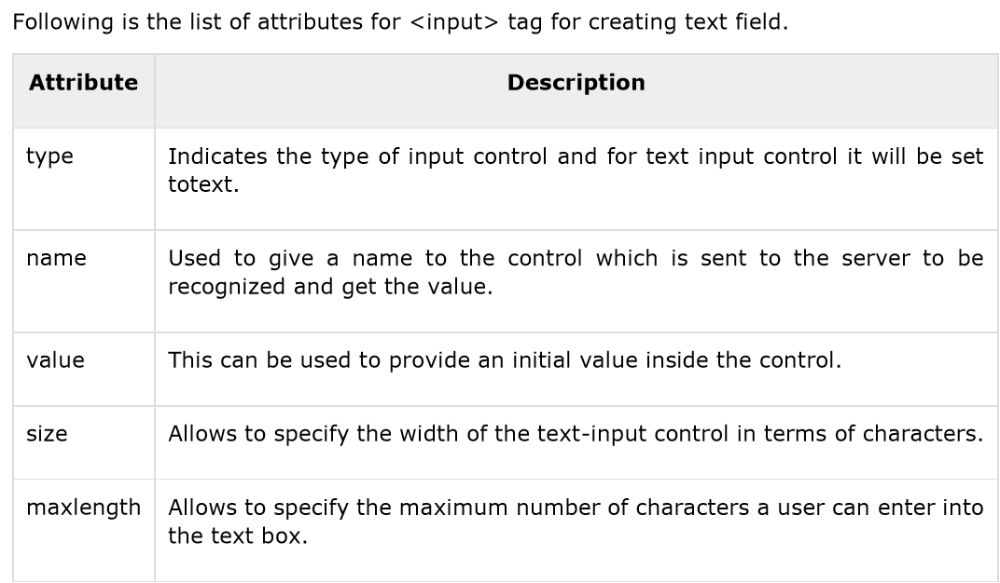 Following is the list of attributes for <input> tag for creating text field.
Attribute Description
type Indicates the type of input control and for text input control it will be set
totext.
name Used to give a name to the control which is sent to the server to be
recognized and get the value.
value This can be used to provide an initial value inside the control.
size Allows to specify the width of the text-input control in terms of characters.
maxlength Allows to specify the maximum number of characters a user can enter into
the text box.